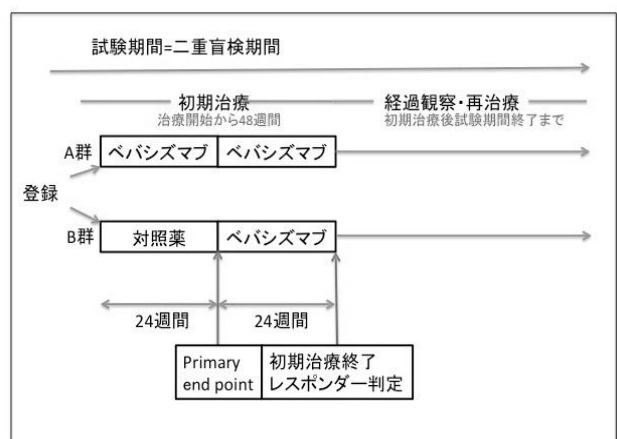 試験期間=二重盲検期間
初期治療
治療開始から48週間
経過観察・再治療
初期治療後試験期間終了まで
A群
ベバシズマブ
ベバシズマブ
登録
B群
対照薬
ベバシズマブ
24週間
24週間
Primary
end point
初期治療終了
レスポンダー判定